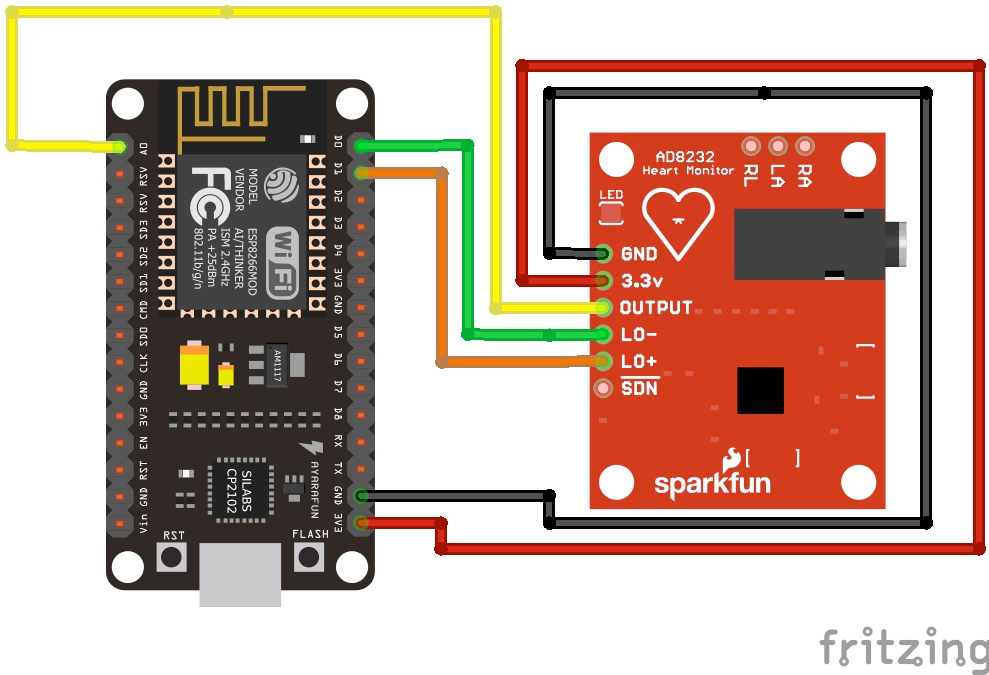 A0
RSV
RSV
SD3
SD2
SD1
CMD
SD0
CLK
GND
3V3
EN
RST
GND
Vin
FC
MODEL
VENDOR
ESP8266MOD
AI/THINKER
ISM 2.4GHz
PA +25dBm
802.11b/g/n
WiFi
AM1117
SILABS
CP2102
AYARAFUN
RST
FLASH
D0
D1
D2
D3
D4
3V3
GND
D5
D6
D7
D8
RX
TX
GND
3V3
AD8232
Heart Monitor
RL
LA
RA
LED
GND
3.3v
OUTPUT
LO-
LO+
SDN
sparkfun
fritzing